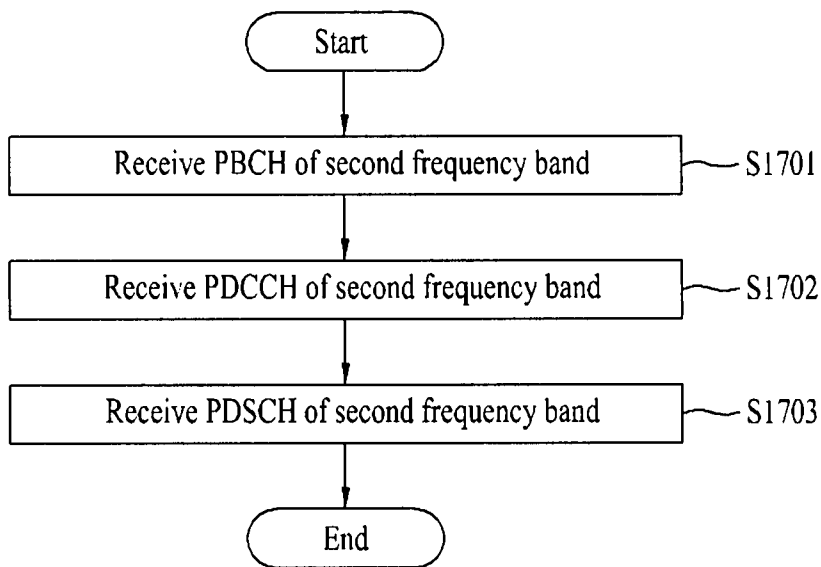 Start
Receive PBCH of second frequency band S1701
Receive PDCCH of second frequency band S1702
Receive PDSCH of second frequency band S1703
End